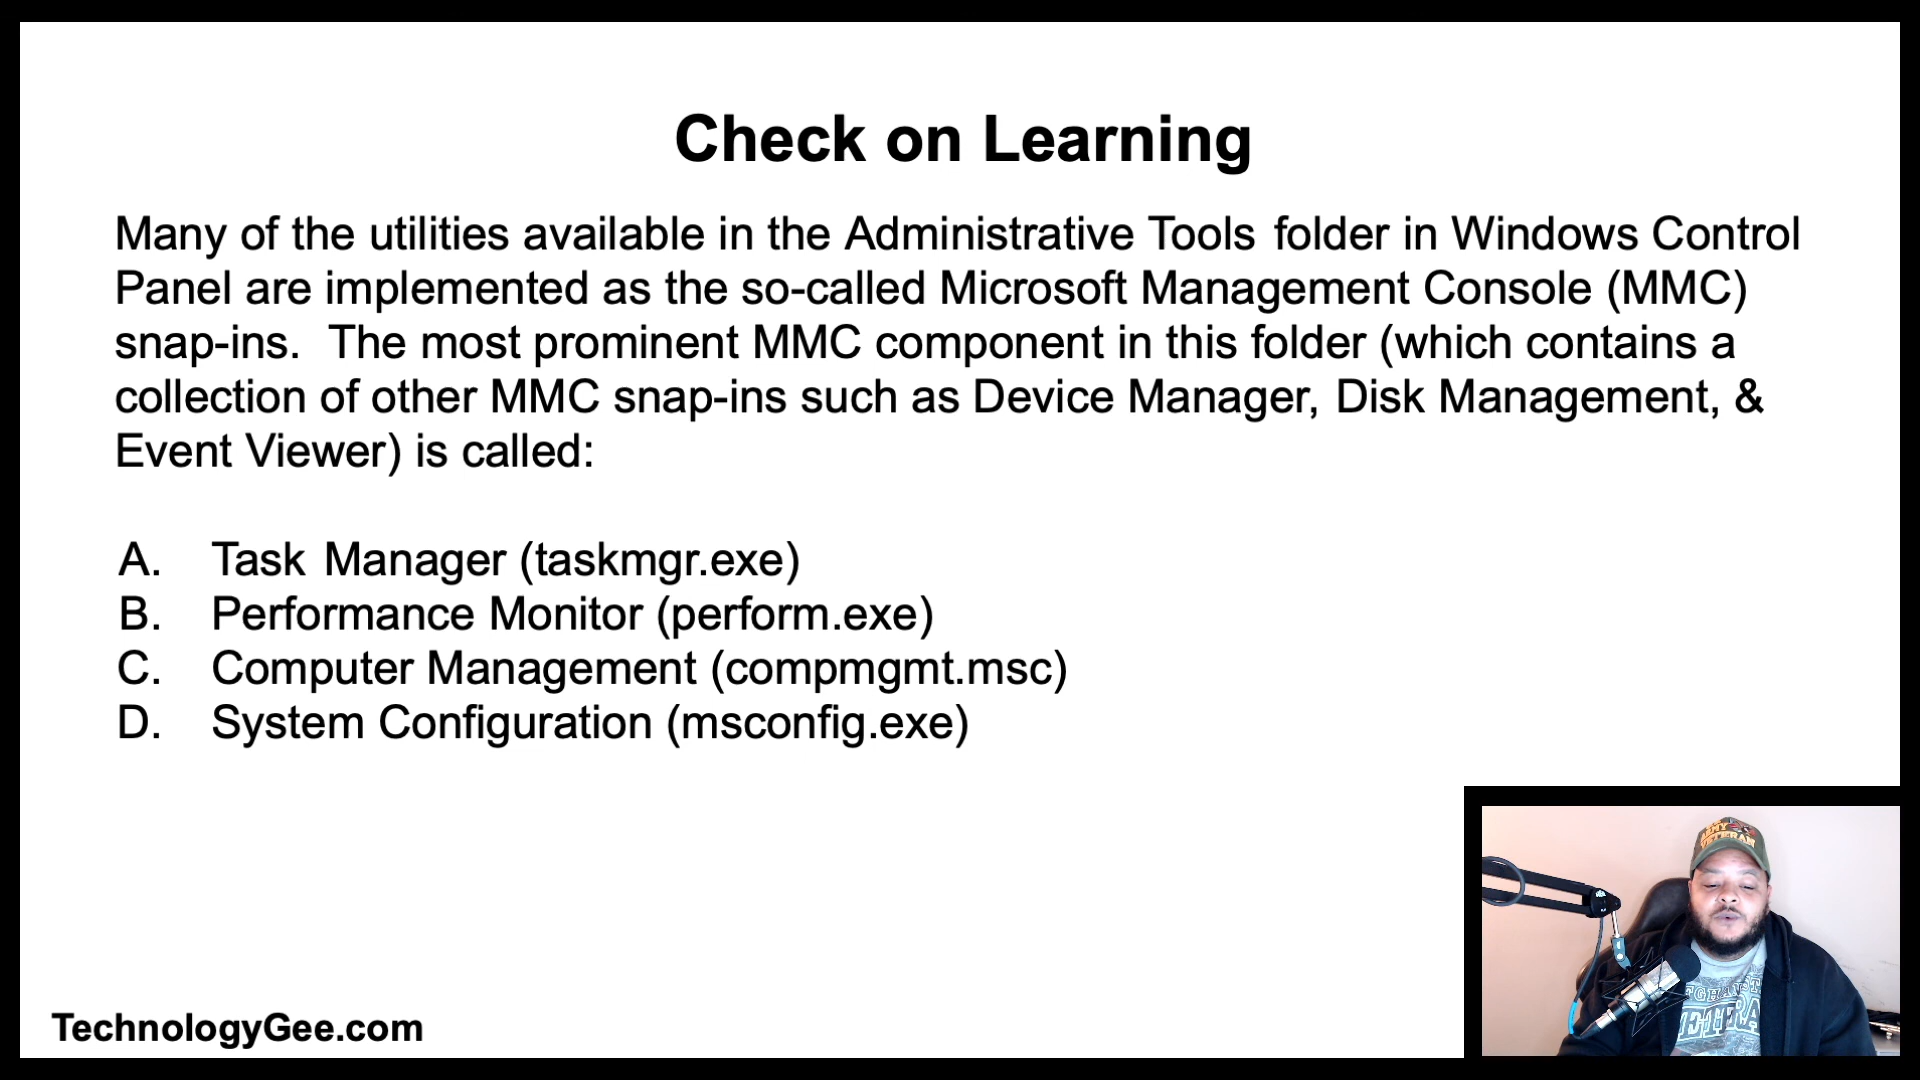 Check on Learning
Many of the utilities available in the Administrative Tools folder in Windows Control
Panel are implemented as the so-called Microsoft Management Console (MMC)
snap-ins.  The most prominent MMC component in this folder (which contains a
collection of other MMC snap-ins such as Device Manager, Disk Management, &
Event Viewer) is called:
A. Task Manager (taskmgr.exe)
B. Performance Monitor (perform.exe)
C. Computer Management (compmgmt.msc)
D. System Configuration (msconfig.exe)
ARMY
VETERAN
TechnologyGee.com